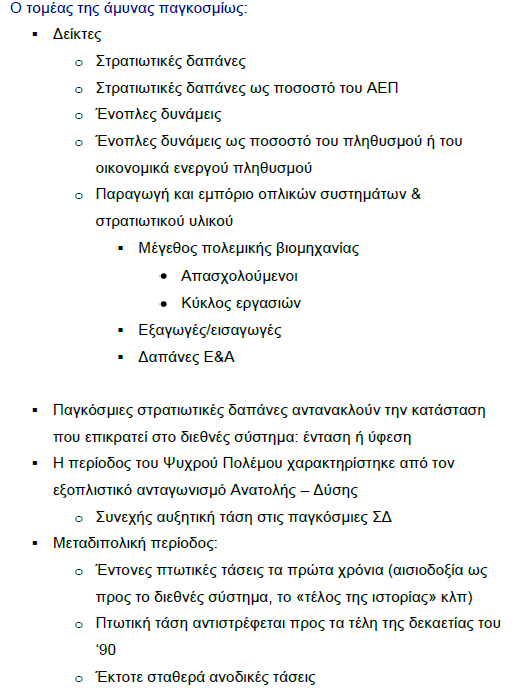 Ο τομέας της άμυνας παγκοσμίως:
▪ Δείκτες
o Στρατιωτικές δαπάνες
o Στρατιωτικές δαπάνες ως ποσοστό του ΑΕΠ
o Ένοπλες δυνάμεις
o Ένοπλες δυνάμεις ως ποσοστό του πληθυσμού ή του
οικονομικά ενεργού πληθυσμού
o Παραγωγή και εμπόριο οπλικών συστημάτων &
στρατιωτικού υλικού
▪ Μέγεθος πολεμικής βιομηχανίας
• Απασχολούμενοι
• Κύκλος εργασιών
▪ Εξαγωγές/εισαγωγές
▪ Δαπάνες Ε&Α
▪ Παγκόσμιες στρατιωτικές δαπάνες αντανακλούν την κατάσταση
που επικρατεί στο διεθνές σύστημα: ένταση ή ύφεση
▪ Η περίοδος του Ψυχρού Πολέμου χαρακτηρίστηκε από τον
εξοπλιστικό ανταγωνισμό Ανατολής – Δύσης
o Συνεχής αυξητική τάση στις παγκόσμιες ΣΔ
▪ Μεταδιπολική περίοδος:
o Έντονες πτωτικές τάσεις τα πρώτα χρόνια (αισιοδοξία ως
προς το διεθνές σύστημα, το «τέλος της ιστορίας» κλπ)
o Πτωτική τάση αντιστρέφεται προς τα τέλη της δεκαετίας του
‘90
o Έκτοτε σταθερά ανοδικές τάσεις